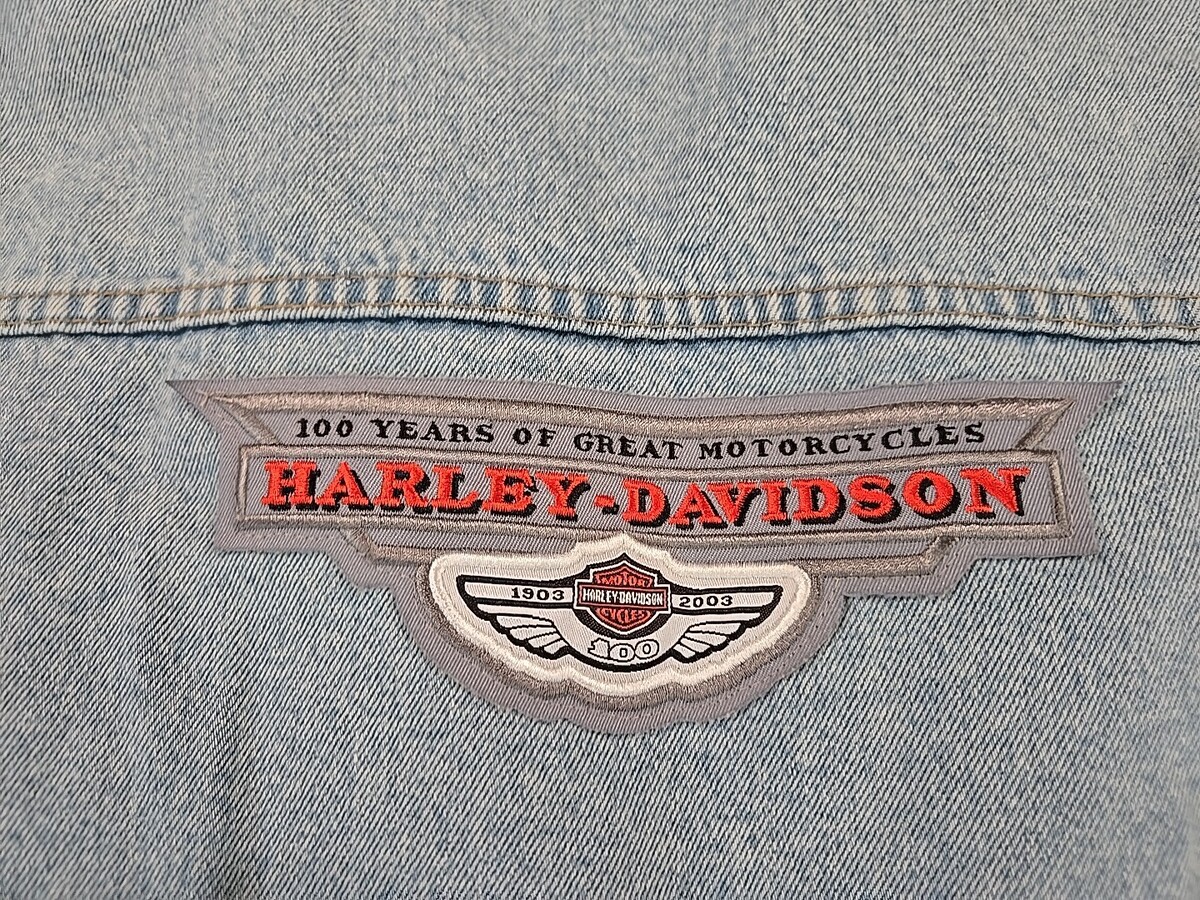 100 YEARS OF GREAT MOTORCYCLES
HARLEY-DAVIDSON
MOTOR
1903 HARLEY-DAVIDSON 2003
CYCLES
100